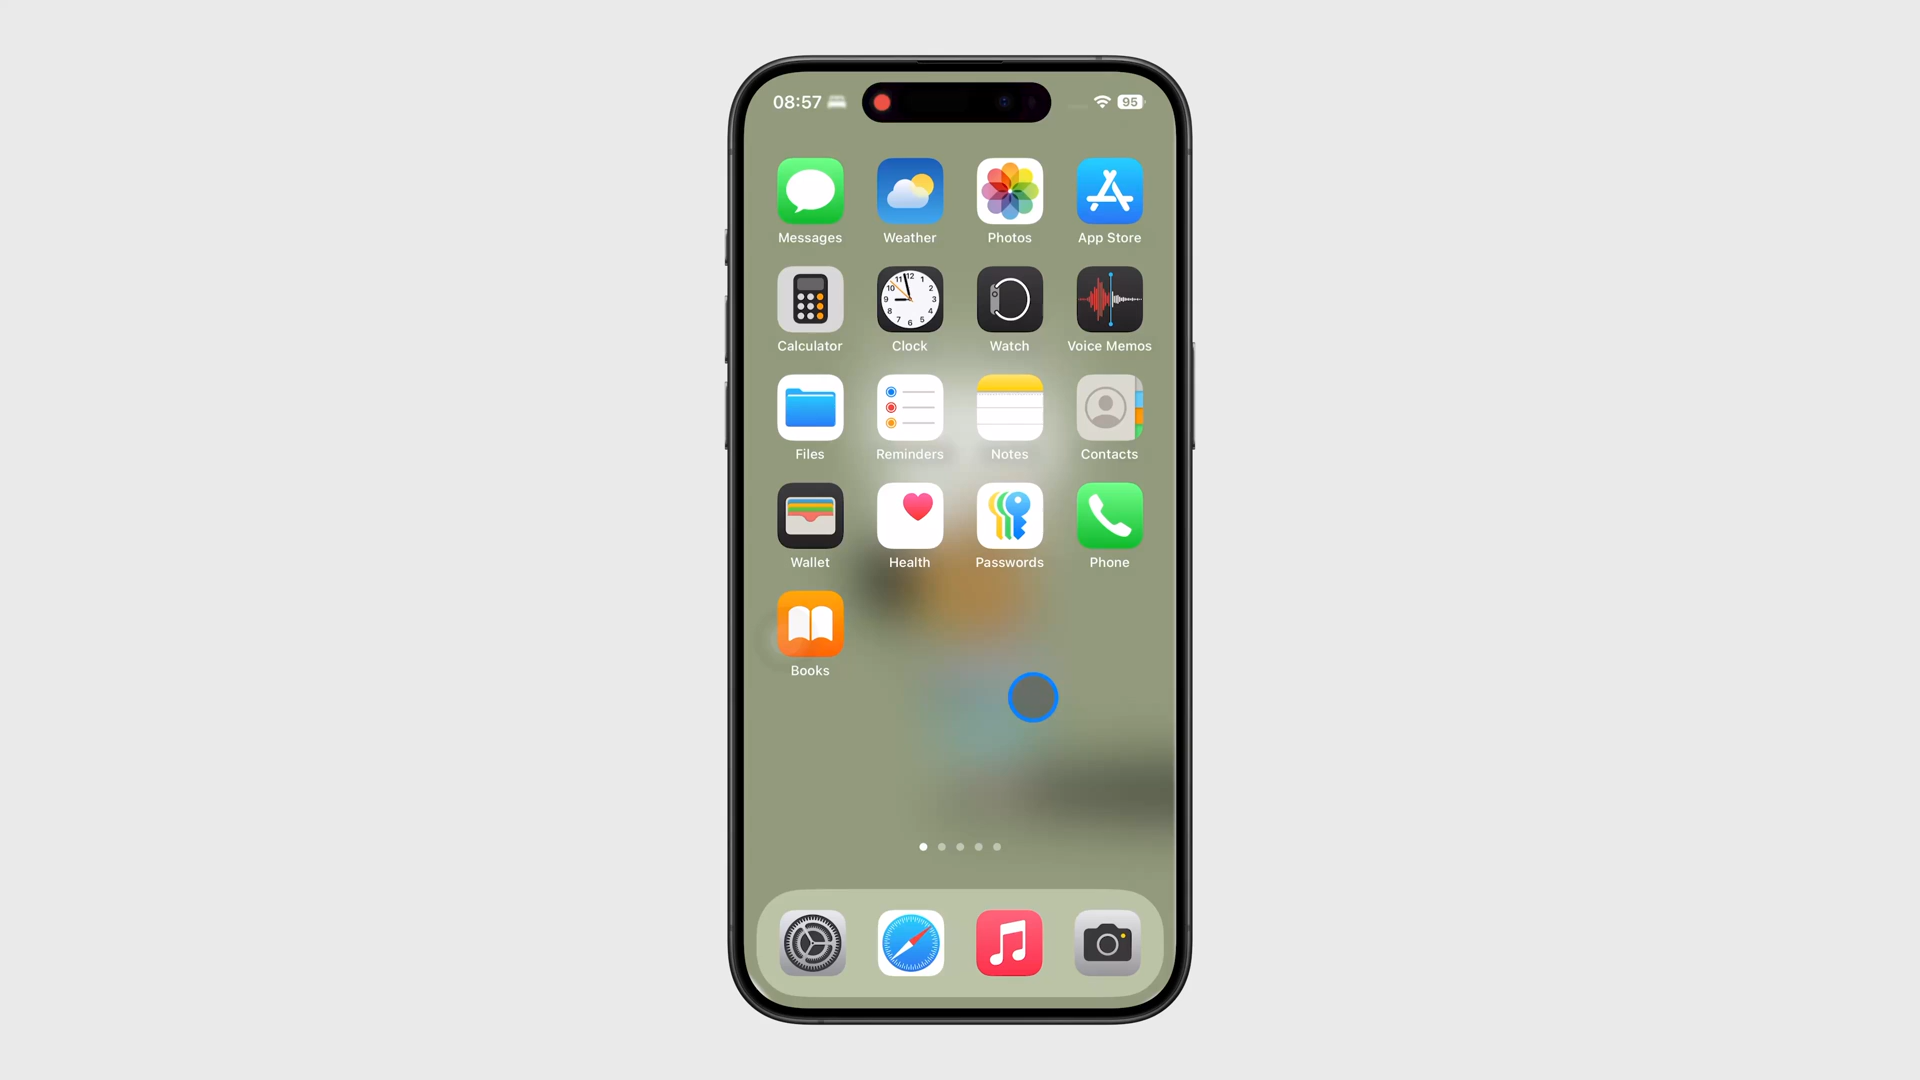 08:57
95
Messages Weather Photos App Store
Calculator Clock Watch Voice Memos
Files Reminders Notes Contacts
Wallet Health Passwords Phone
Books